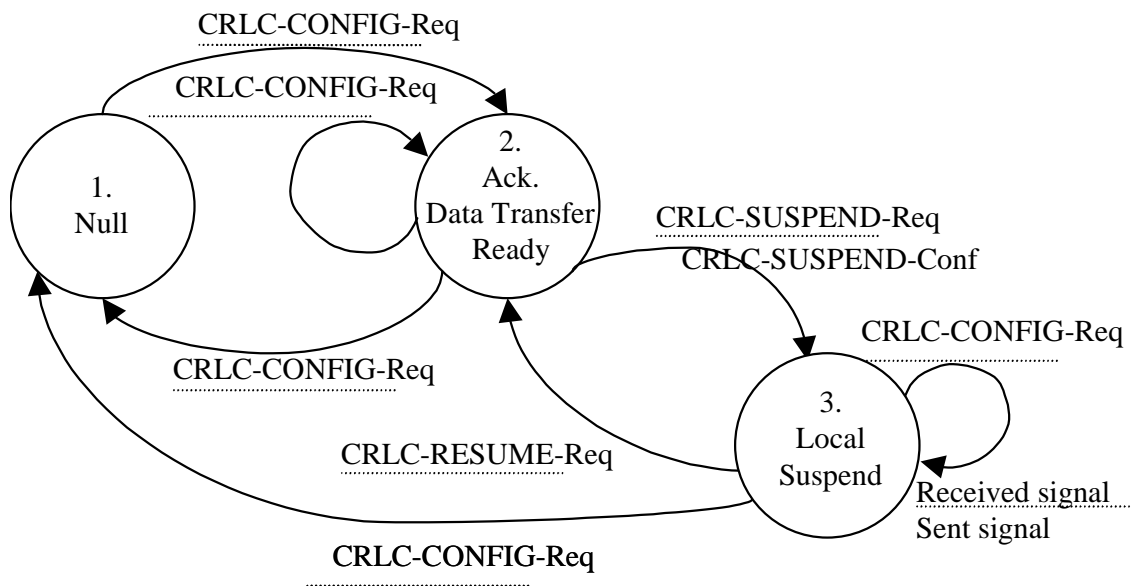 CRLC-CONFIG-Req
CRLC-CONFIG-Req
1.
Null
2.
Ack.
Data Transfer
Ready
CRLC-SUSPEND-Req
CRLC-SUSPEND-Conf
CRLC-CONFIG-Req
CRLC-CONFIG-Req
3.
Local
Suspend
CRLC-RESUME-Req
Received signal
Sent signal
CRLC-CONFIG-Req